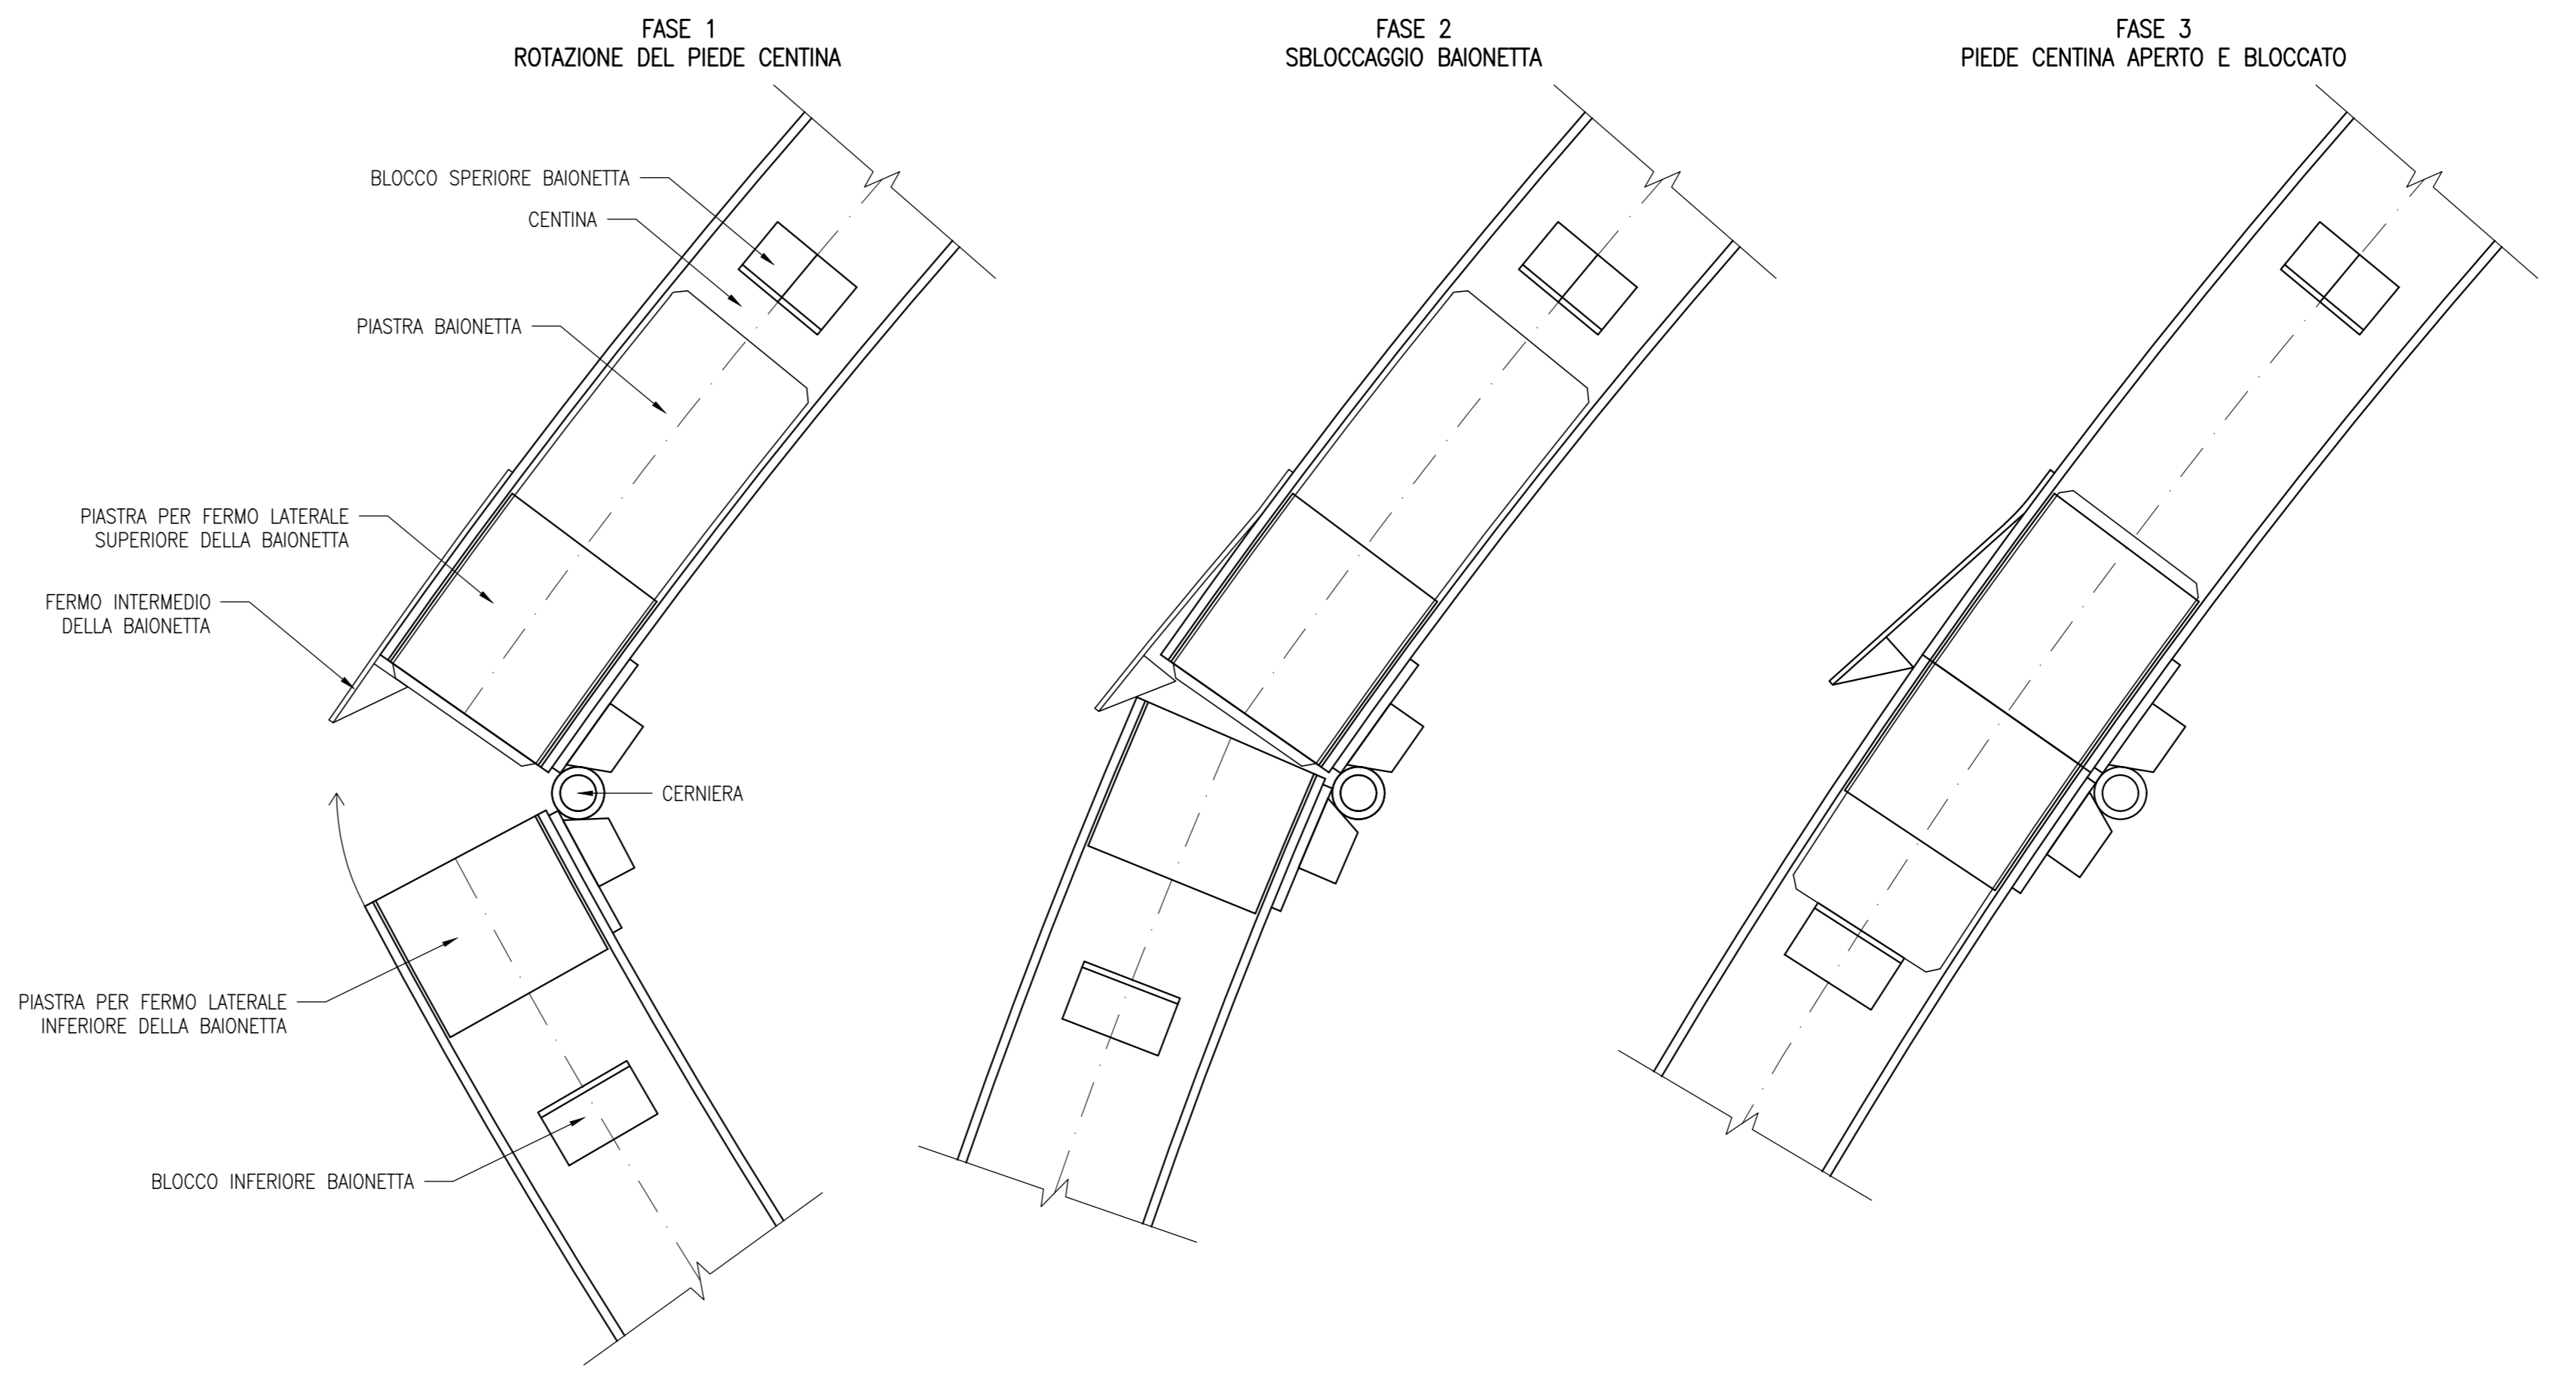 FASE 1
ROTAZIONE DEL PIEDE CENTINA
FASE 2
SBLOCCAGGIO BAIONETTA
FASE 3
PIEDE CENTINA APERTO E BLOCCATO
BLOCCO SPERIORE BAIONETTA
CENTINA
PIASTRA BAIONETTA
PIASTRA PER FERMO LATERALE
SUPERIORE DELLA BAIONETTA
FERMO INTERMEDIO
DELLA BAIONETTA
CERNIERA
PIASTRA PER FERMO LATERALE
INFERIORE DELLA BAIONETTA
BLOCCO INFERIORE BAIONETTA